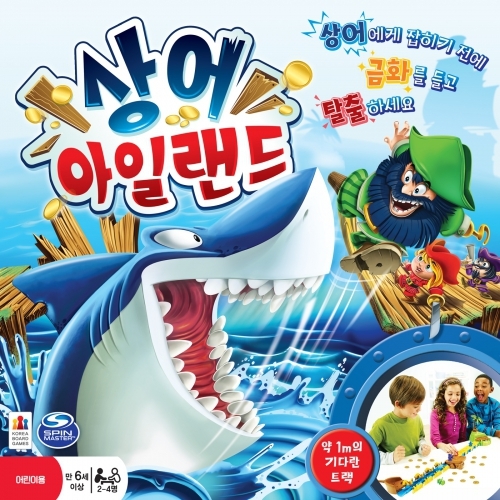 상어
아일랜드
상어에게 잡히기 전에
금화를 들고
탈출하세요
KOREA
BOARD
GAMES
SPIN
MASTER
약 1m의
기다란
트랙
어린이용
만 6세
이상
2-4명